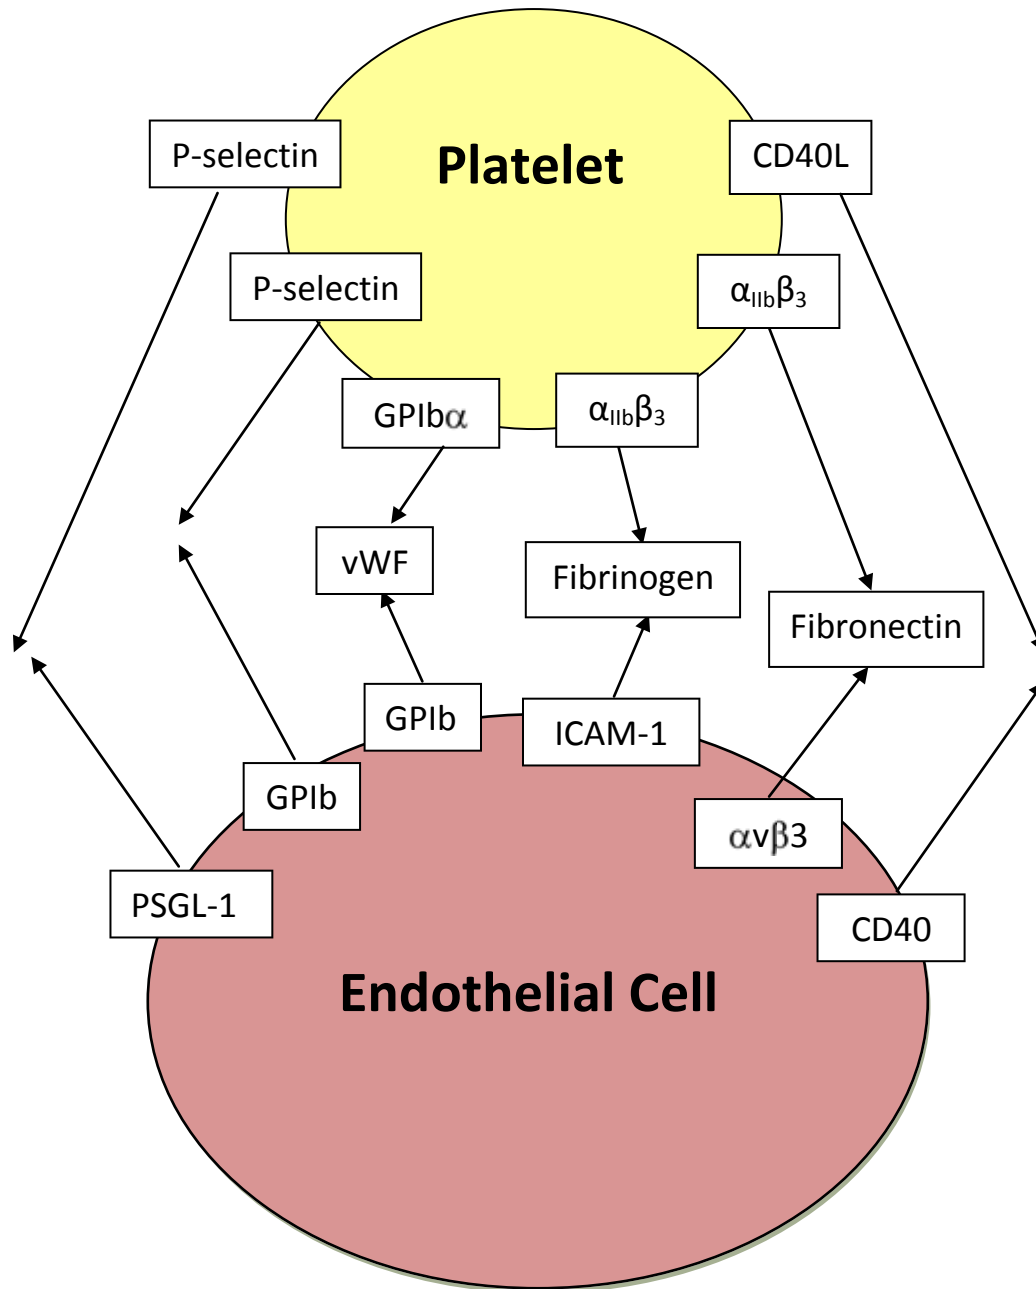 P-selectin
Platelet
CD40L
P-selectin
αIIbβ3
GPIbα
αIIbβ3
vWF
Fibrinogen
Fibronectin
GPIb
ICAM-1
GPIb
αvβ3
PSGL-1
CD40
Endothelial Cell